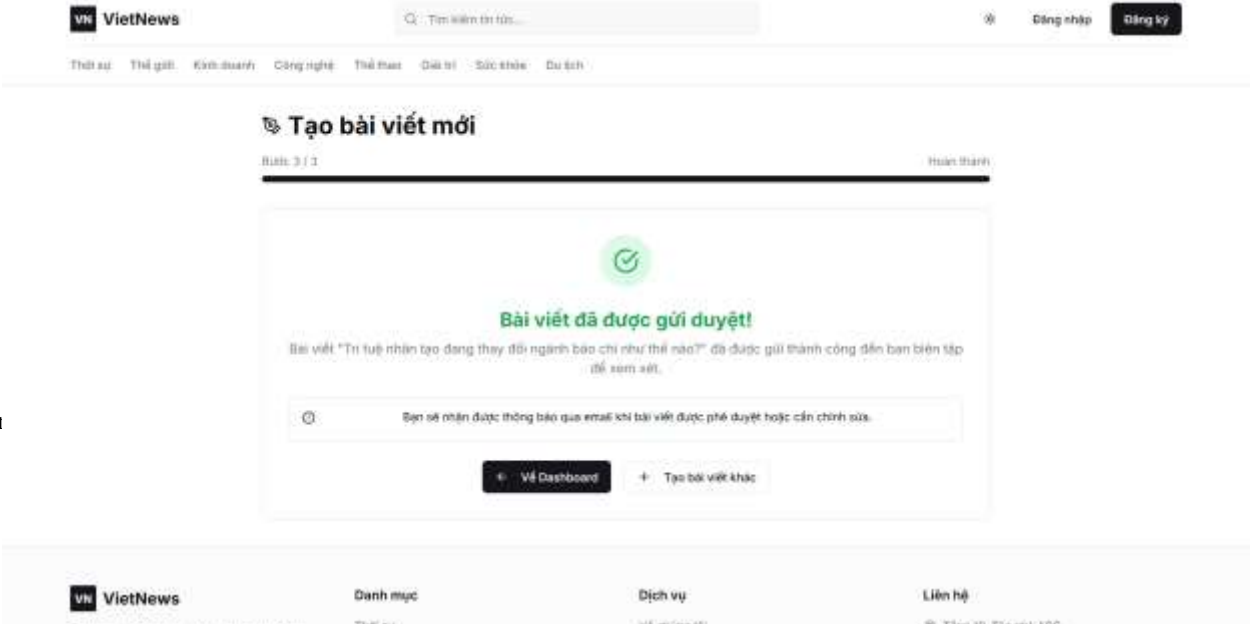 VN VietNews
Tìm kiếm tin tức...
Đăng nhập
Đăng ký
Thời sự Thế giới Kinh doanh Công nghệ Thể thao Giải trí Sức khỏe Du lịch
Tạo bài viết mới
Bước 3 / 3
Hoàn thành
Bài viết đã được gửi duyệt!
Bài viết "Trí tuệ nhân tạo đang thay đổi ngành báo chí như thế nào?" đã được gửi thành công đến ban biên tập
để xem xét.
Bạn sẽ nhận được thông báo qua email khi bài viết được phê duyệt hoặc cần chỉnh sửa.
Về Dashboard
Tạo bài viết khác
VN VietNews
Danh mục
Dịch vụ
Liên hệ